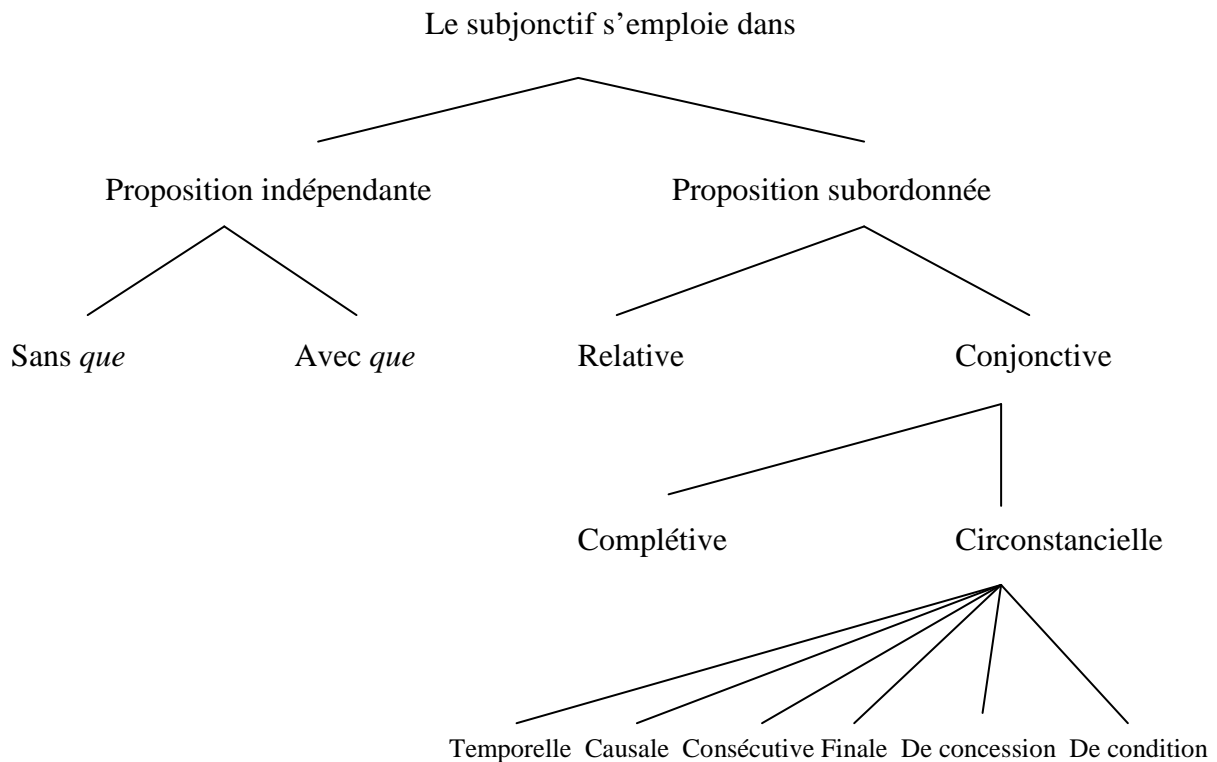 Le subjonctif s’emploie dans
Proposition indépendante Proposition subordonnée
Sans que Avec que Relative Conjonctive
Complétive Circonstancielle
Temporelle Causale Consécutive Finale De concession De condition